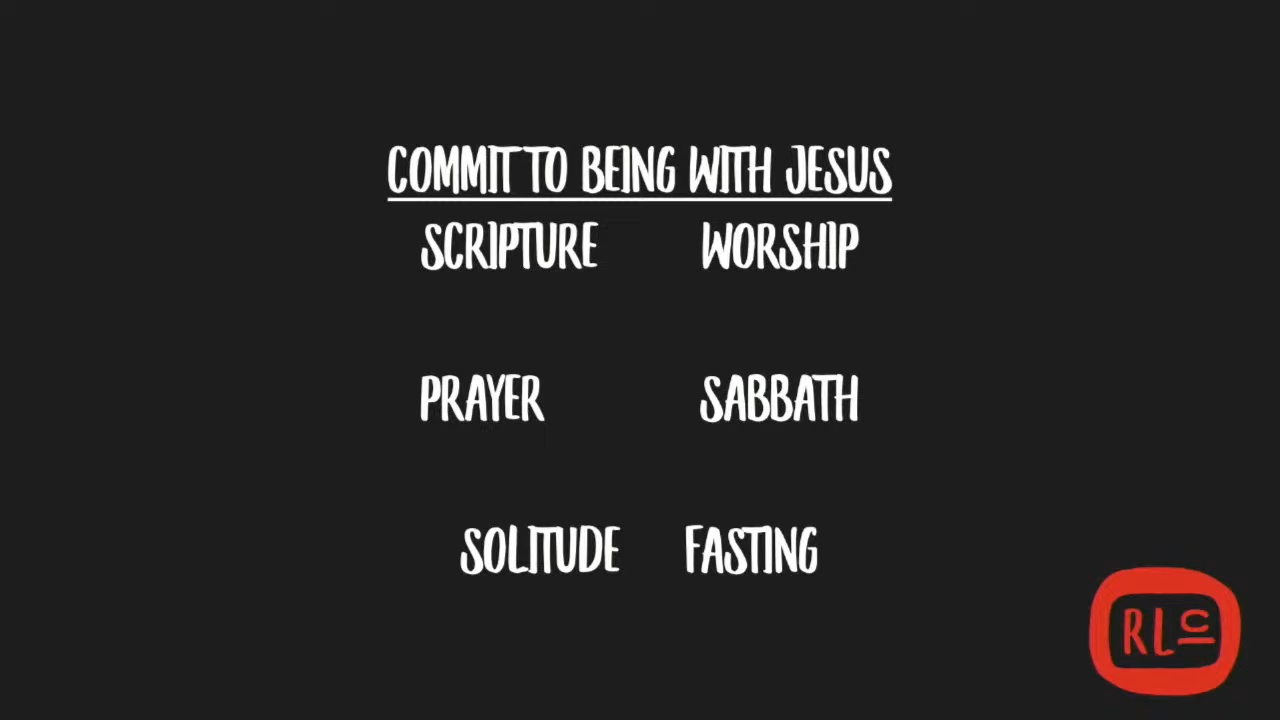 COMMIT TO BEING WITH JESUS
SCRIPTURE WORSHIP
PRAYER SABBATH
SOLITUDE FASTING
RLC